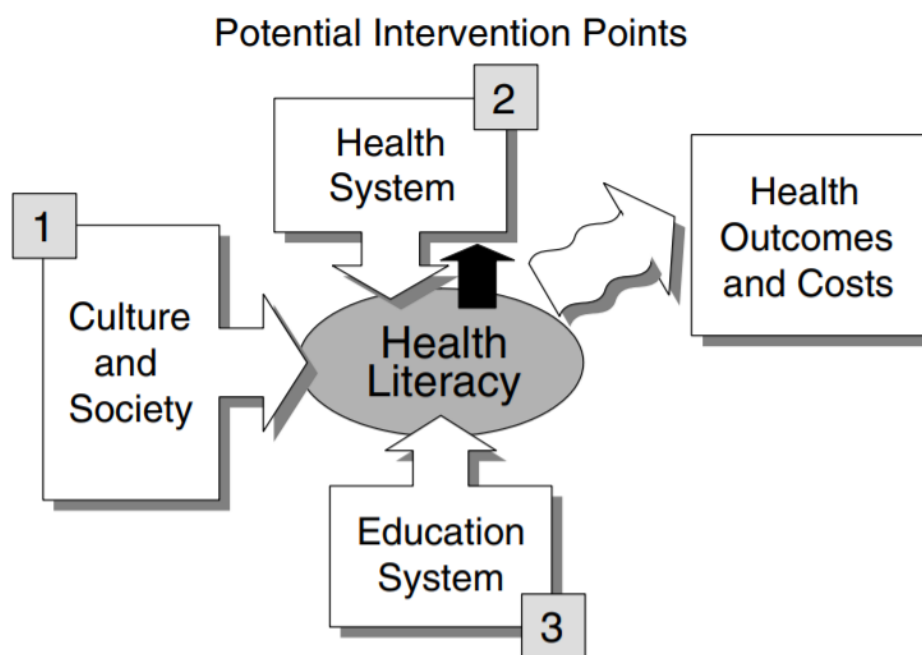 Potential Intervention Points
2
Health
System
1
Culture
and
Society
Health
Literacy
Health
Outcomes
and Costs
Education
System
3